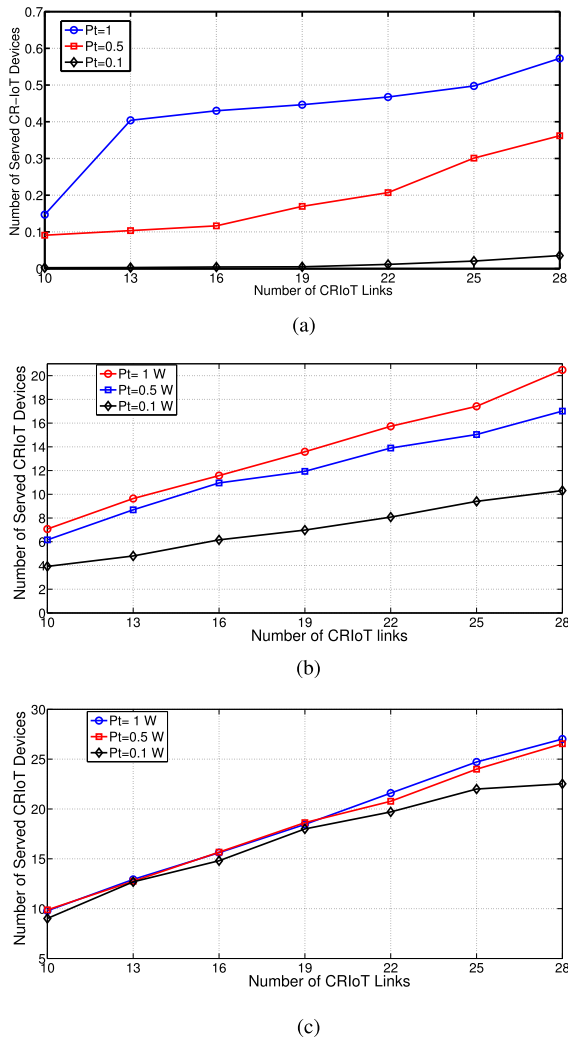 0.7
0.6
0.5
0.4
0.3
0.2
0.1
0
Number of Served CR-IoT Devices
Pt=1
Pt=0.5
Pt=0.1
10 13 16 19 22 25 28
Number of CRIoT Links
(a)
20
18
16
14
12
10
8
6
4
2
0
Number of Served CRIoT Devices
Pt= 1 W
Pt=0.5 W
Pt=0.1 W
10 13 16 19 22 25 28
Number of CRIoT links
(b)
30
25
20
15
10
5
Number of Served CRIoT Devices
Pt= 1 W
Pt=0.5 W
Pt=0.1 W
10 13 16 19 22 25 28
Number of CRIoT Links
(c)